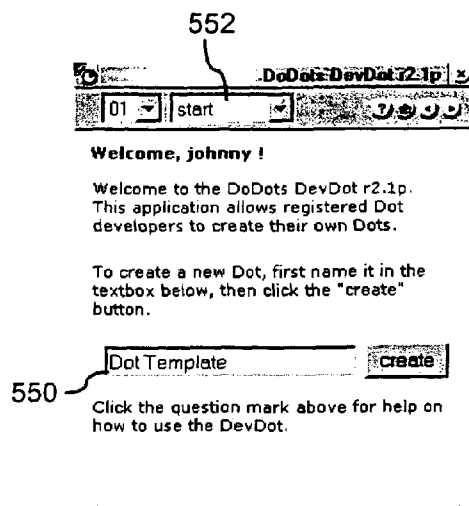 552
DoDots DevDot r2.1p
01 start
Welcome, johnny !
Welcome to the DoDots DevDot r2.1p.
This application allows registered Dot
developers to create their own Dots.
To create a new Dot, first name it in the
textbox below, then click the "create"
button.
Dot Template create
550
Click the question mark above for help on
how to use the DevDot.